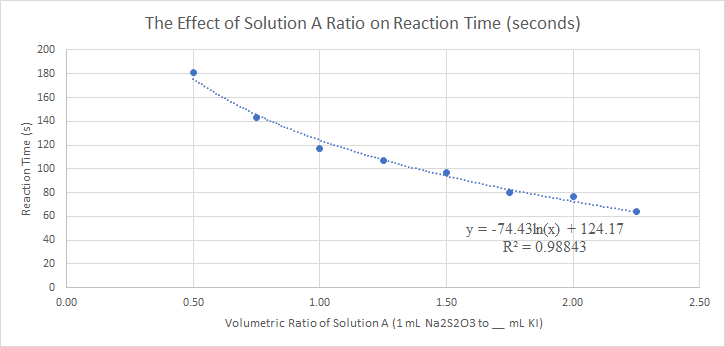 The Effect of Solution A Ratio on Reaction Time (seconds)
200
180
160
140
120
100
80
60
40
20
0
Reaction Time (s)
y = -74.43ln(x) + 124.17
R² = 0.98843
0.00 0.50 1.00 1.50 2.00 2.50
Volumetric Ratio of Solution A (1 mL Na2S2O3 to __ mL KI)